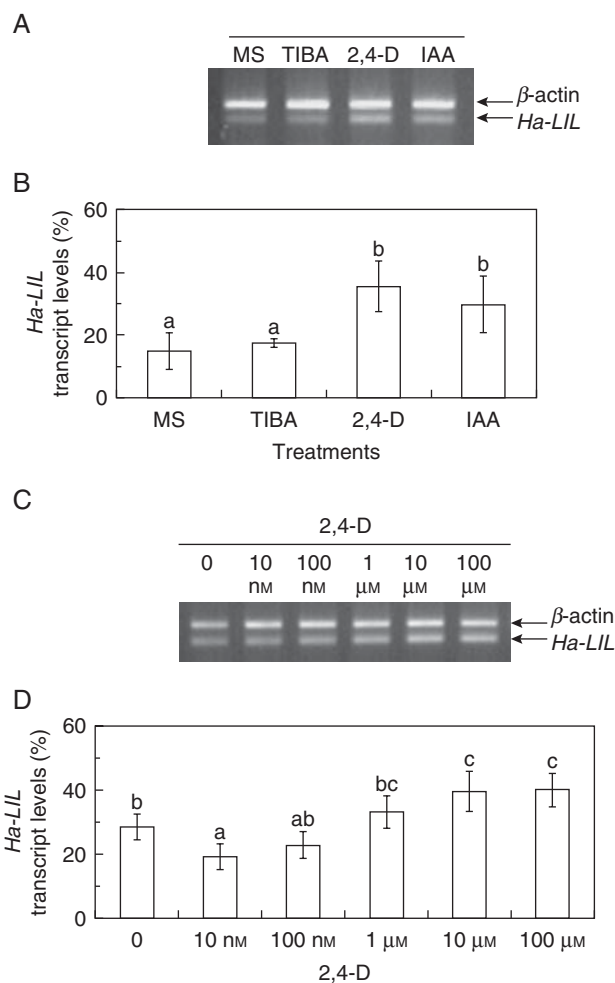 A
MS TIBA 2,4-D IAA
β-actin
Ha-LIL
B
Ha-LIL
transcript levels (%)
60
40
20
0
a a b b
MS TIBA 2,4-D IAA
Treatments
C
2,4-D
0 10 100 1 10 100
nM nM μM μM μM
β-actin
Ha-LIL
D
Ha-LIL
transcript levels (%)
60
40
20
0
b a ab bc c c
0 10 nM 100 nM 1 μM 10 μM 100 μM
2,4-D